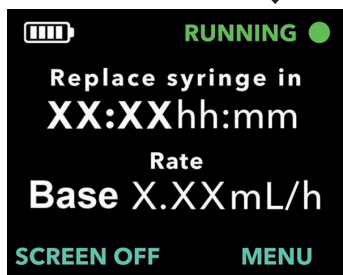 RUNNING
Replace syringe in
XX:XXhh:mm
Rate
Base X.XXmL/h
SCREEN OFF MENU